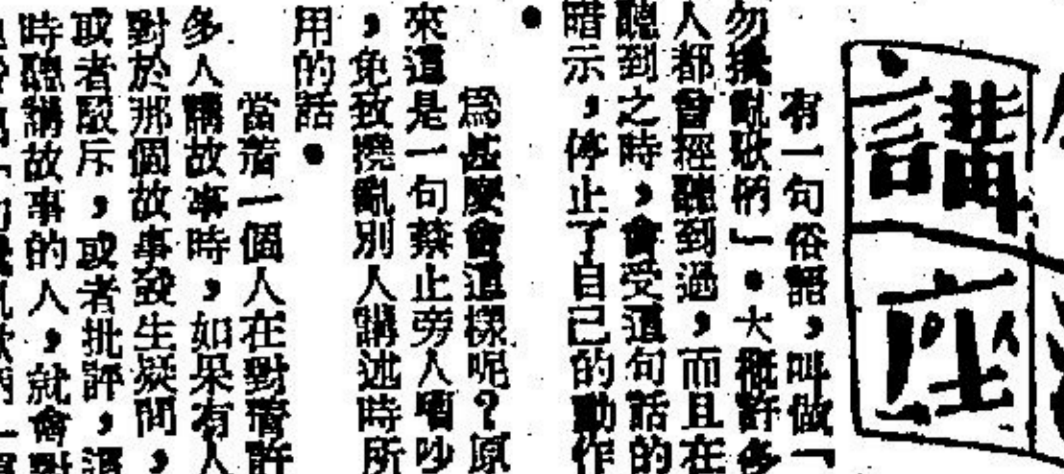 講座
有一句俗語，叫做「
勿攪亂歌柄」。大概許多
人都曾經聽到過，而且在
聽到之時，會受這句話的
暗示，停止了自己的動作
。
爲甚麼會這樣呢？原
來這是一句禁止旁人嘈吵
，免致攪亂別人講述時所
用的話。
當着一個人在對着許
多人講故事時，如果有人
對於那個故事發生疑問，
或者駁斥，或者批評，
時聽講故事的人，就會對